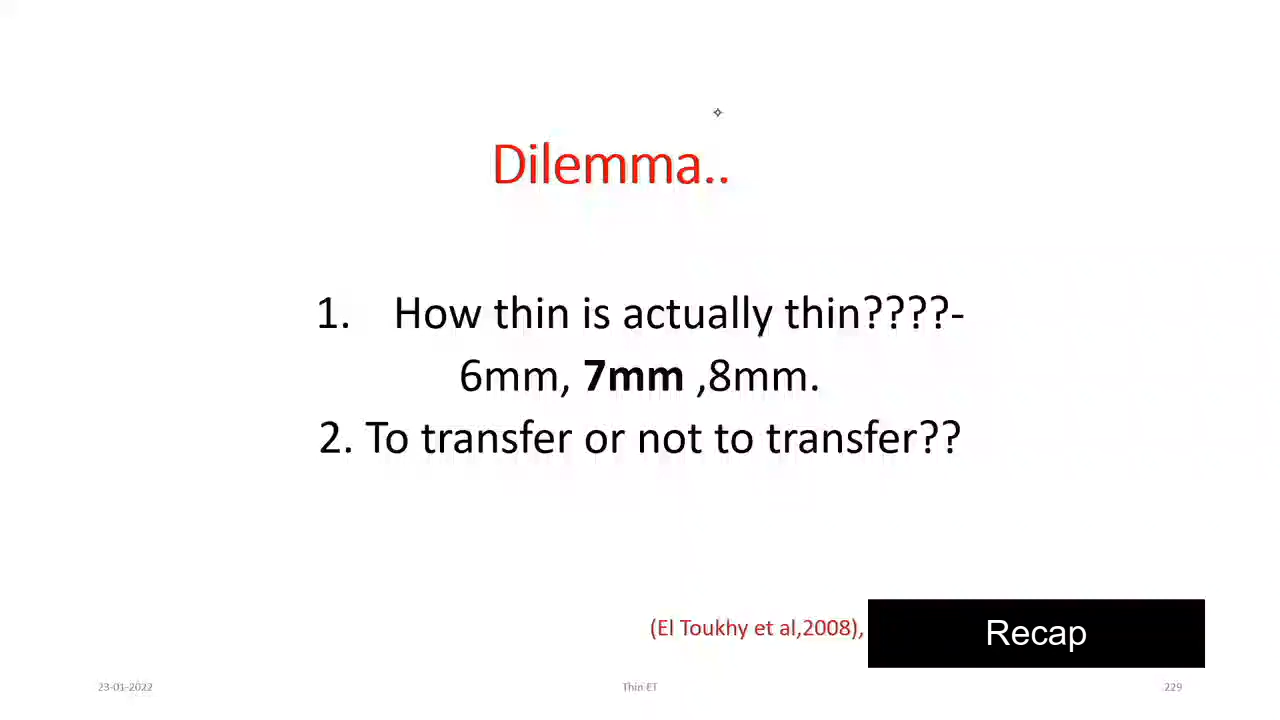 Dilemma..
1. How thin is actually thin????-
6mm, 7mm ,8mm.
2. To transfer or not to transfer??
(El Toukhy et al,2008),
Recap
23-01-2022
Thin ET
229